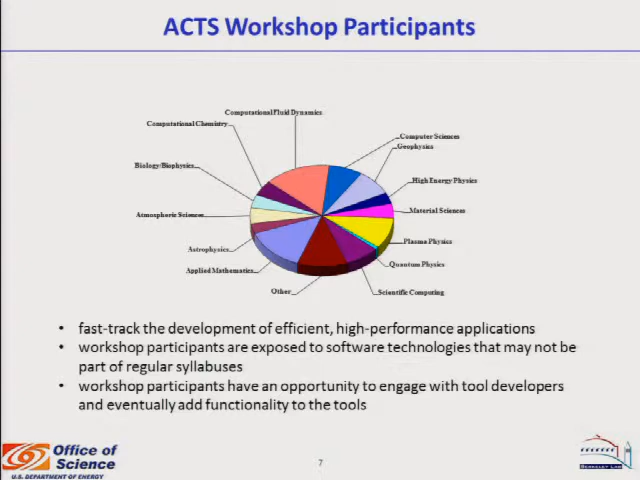 ACTS Workshop Participants
Computational Fluid Dynamics
Computational Chemistry
Computer Sciences
Geophysics
Biology/Biophysics
High Energy Physics
Atmospheric Sciences
Material Sciences
Astrophysics
Plasma Physics
Applied Mathematics
Quantum Physics
Other
Scientific Computing
• fast-track the development of efficient, high-performance applications
• workshop participants are exposed to software technologies that may not be
part of regular syllabuses
• workshop participants have an opportunity to engage with tool developers
and eventually add functionality to the tools
Office of
Science
U.S. DEPARTMENT OF ENERGY
7
BERKELEY LAB